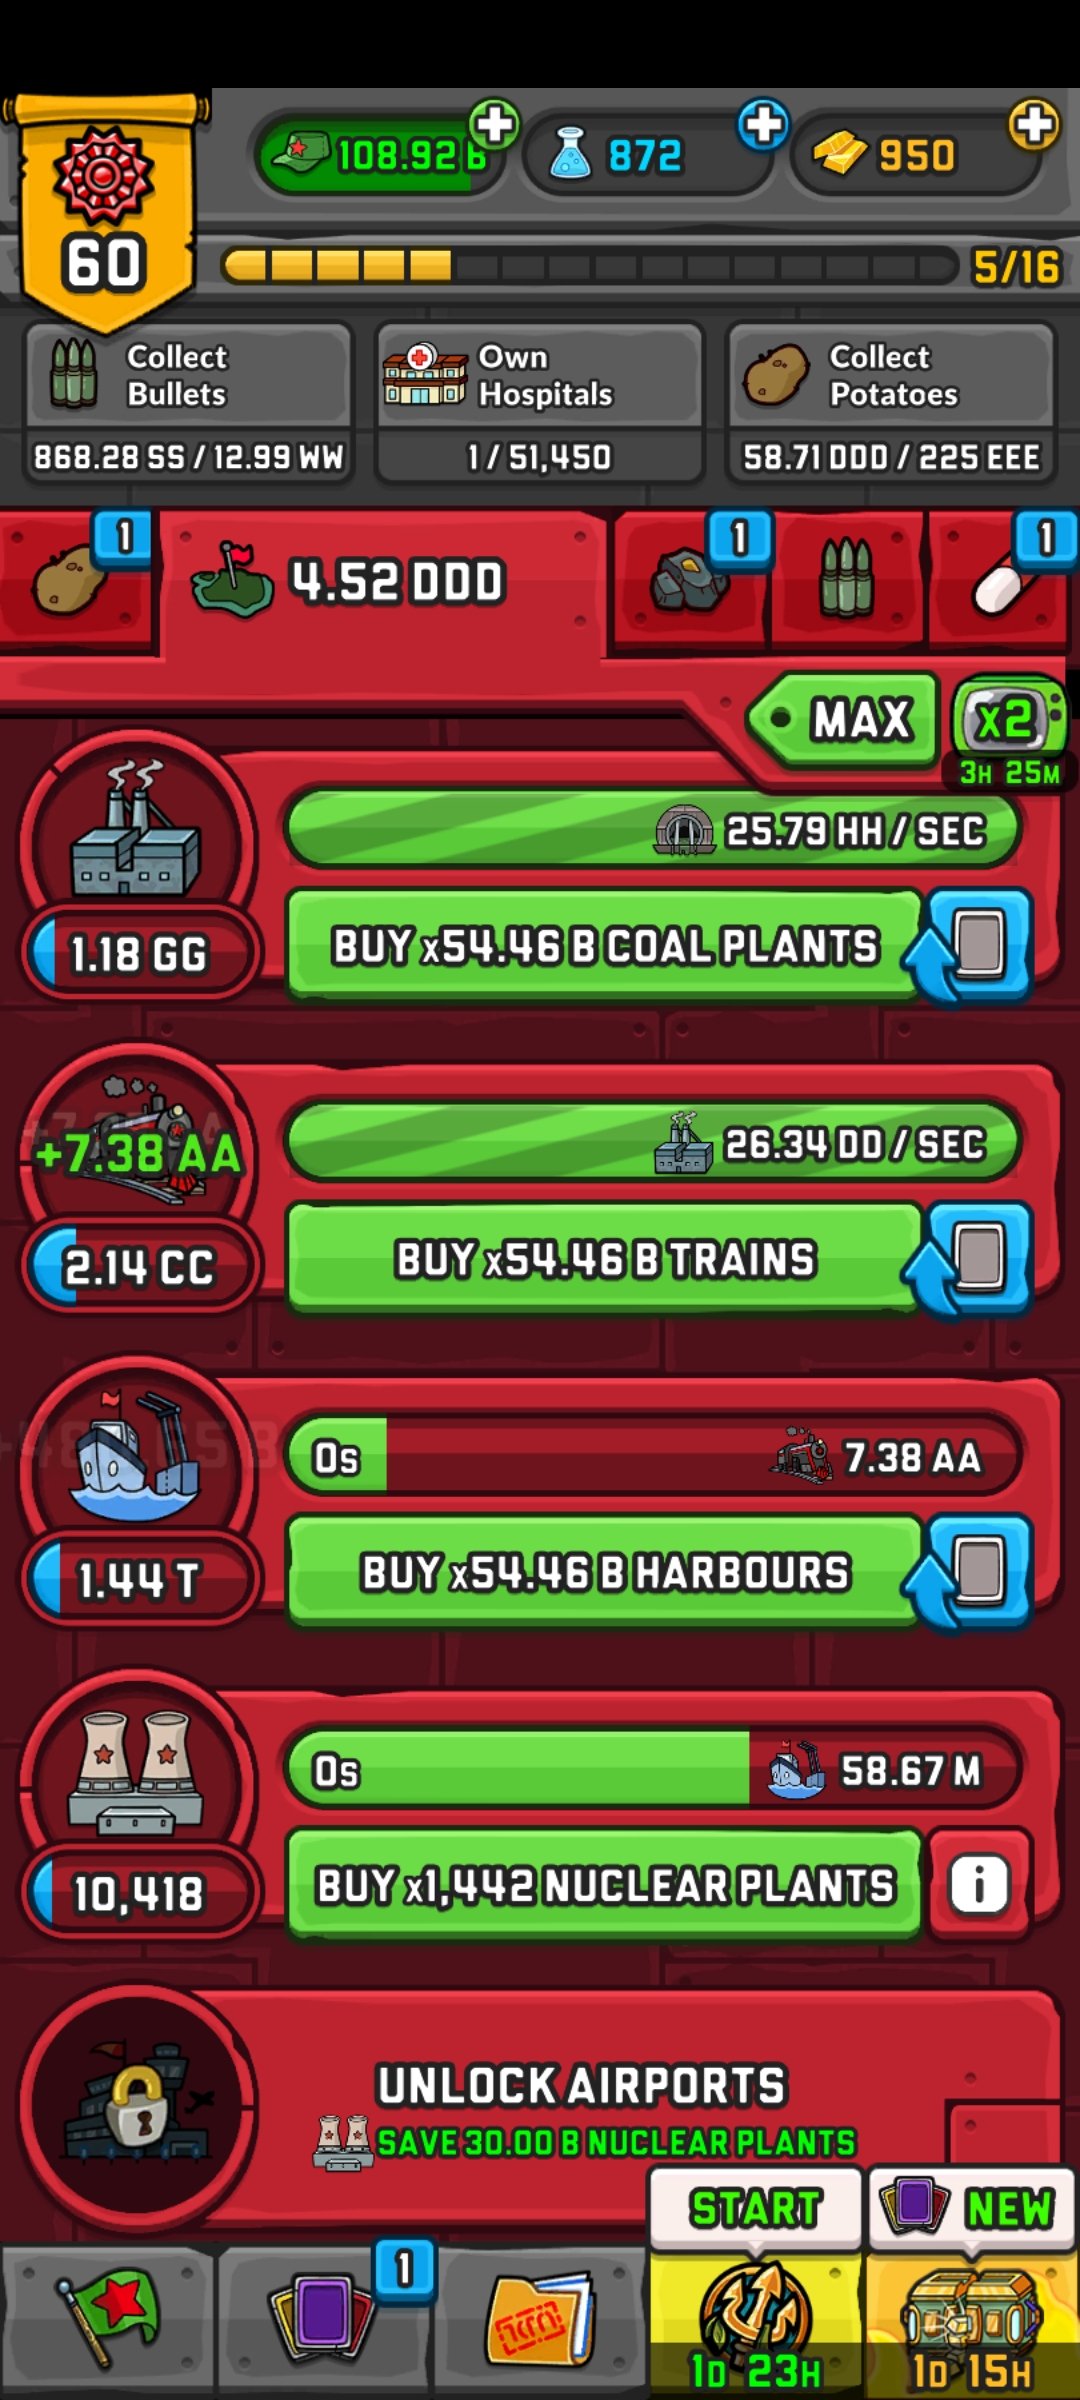 108.92 B
872
950
60
5/16
Collect
Bullets
868.28 SS / 12.99 WW
Own
Hospitals
1 / 51,450
Collect
Potatoes
58.71 DDD / 225 EEE
1
4.52 DDD
1
1
MAX
x2
3H 25M
25.79 HH / SEC
1.18 GG
BUY x54.46 B COAL PLANTS
+7.38 AA
26.34 DD / SEC
2.14 CC
BUY x54.46 B TRAINS
0s
7.38 AA
1.44 T
BUY x54.46 B HARBOURS
0s
58.67 M
10,418
BUY x1,442 NUCLEAR PLANTS
i
UNLOCK AIRPORTS
SAVE 30.00 B NUCLEAR PLANTS
START
NEW
1
1D 23H
1D 15H